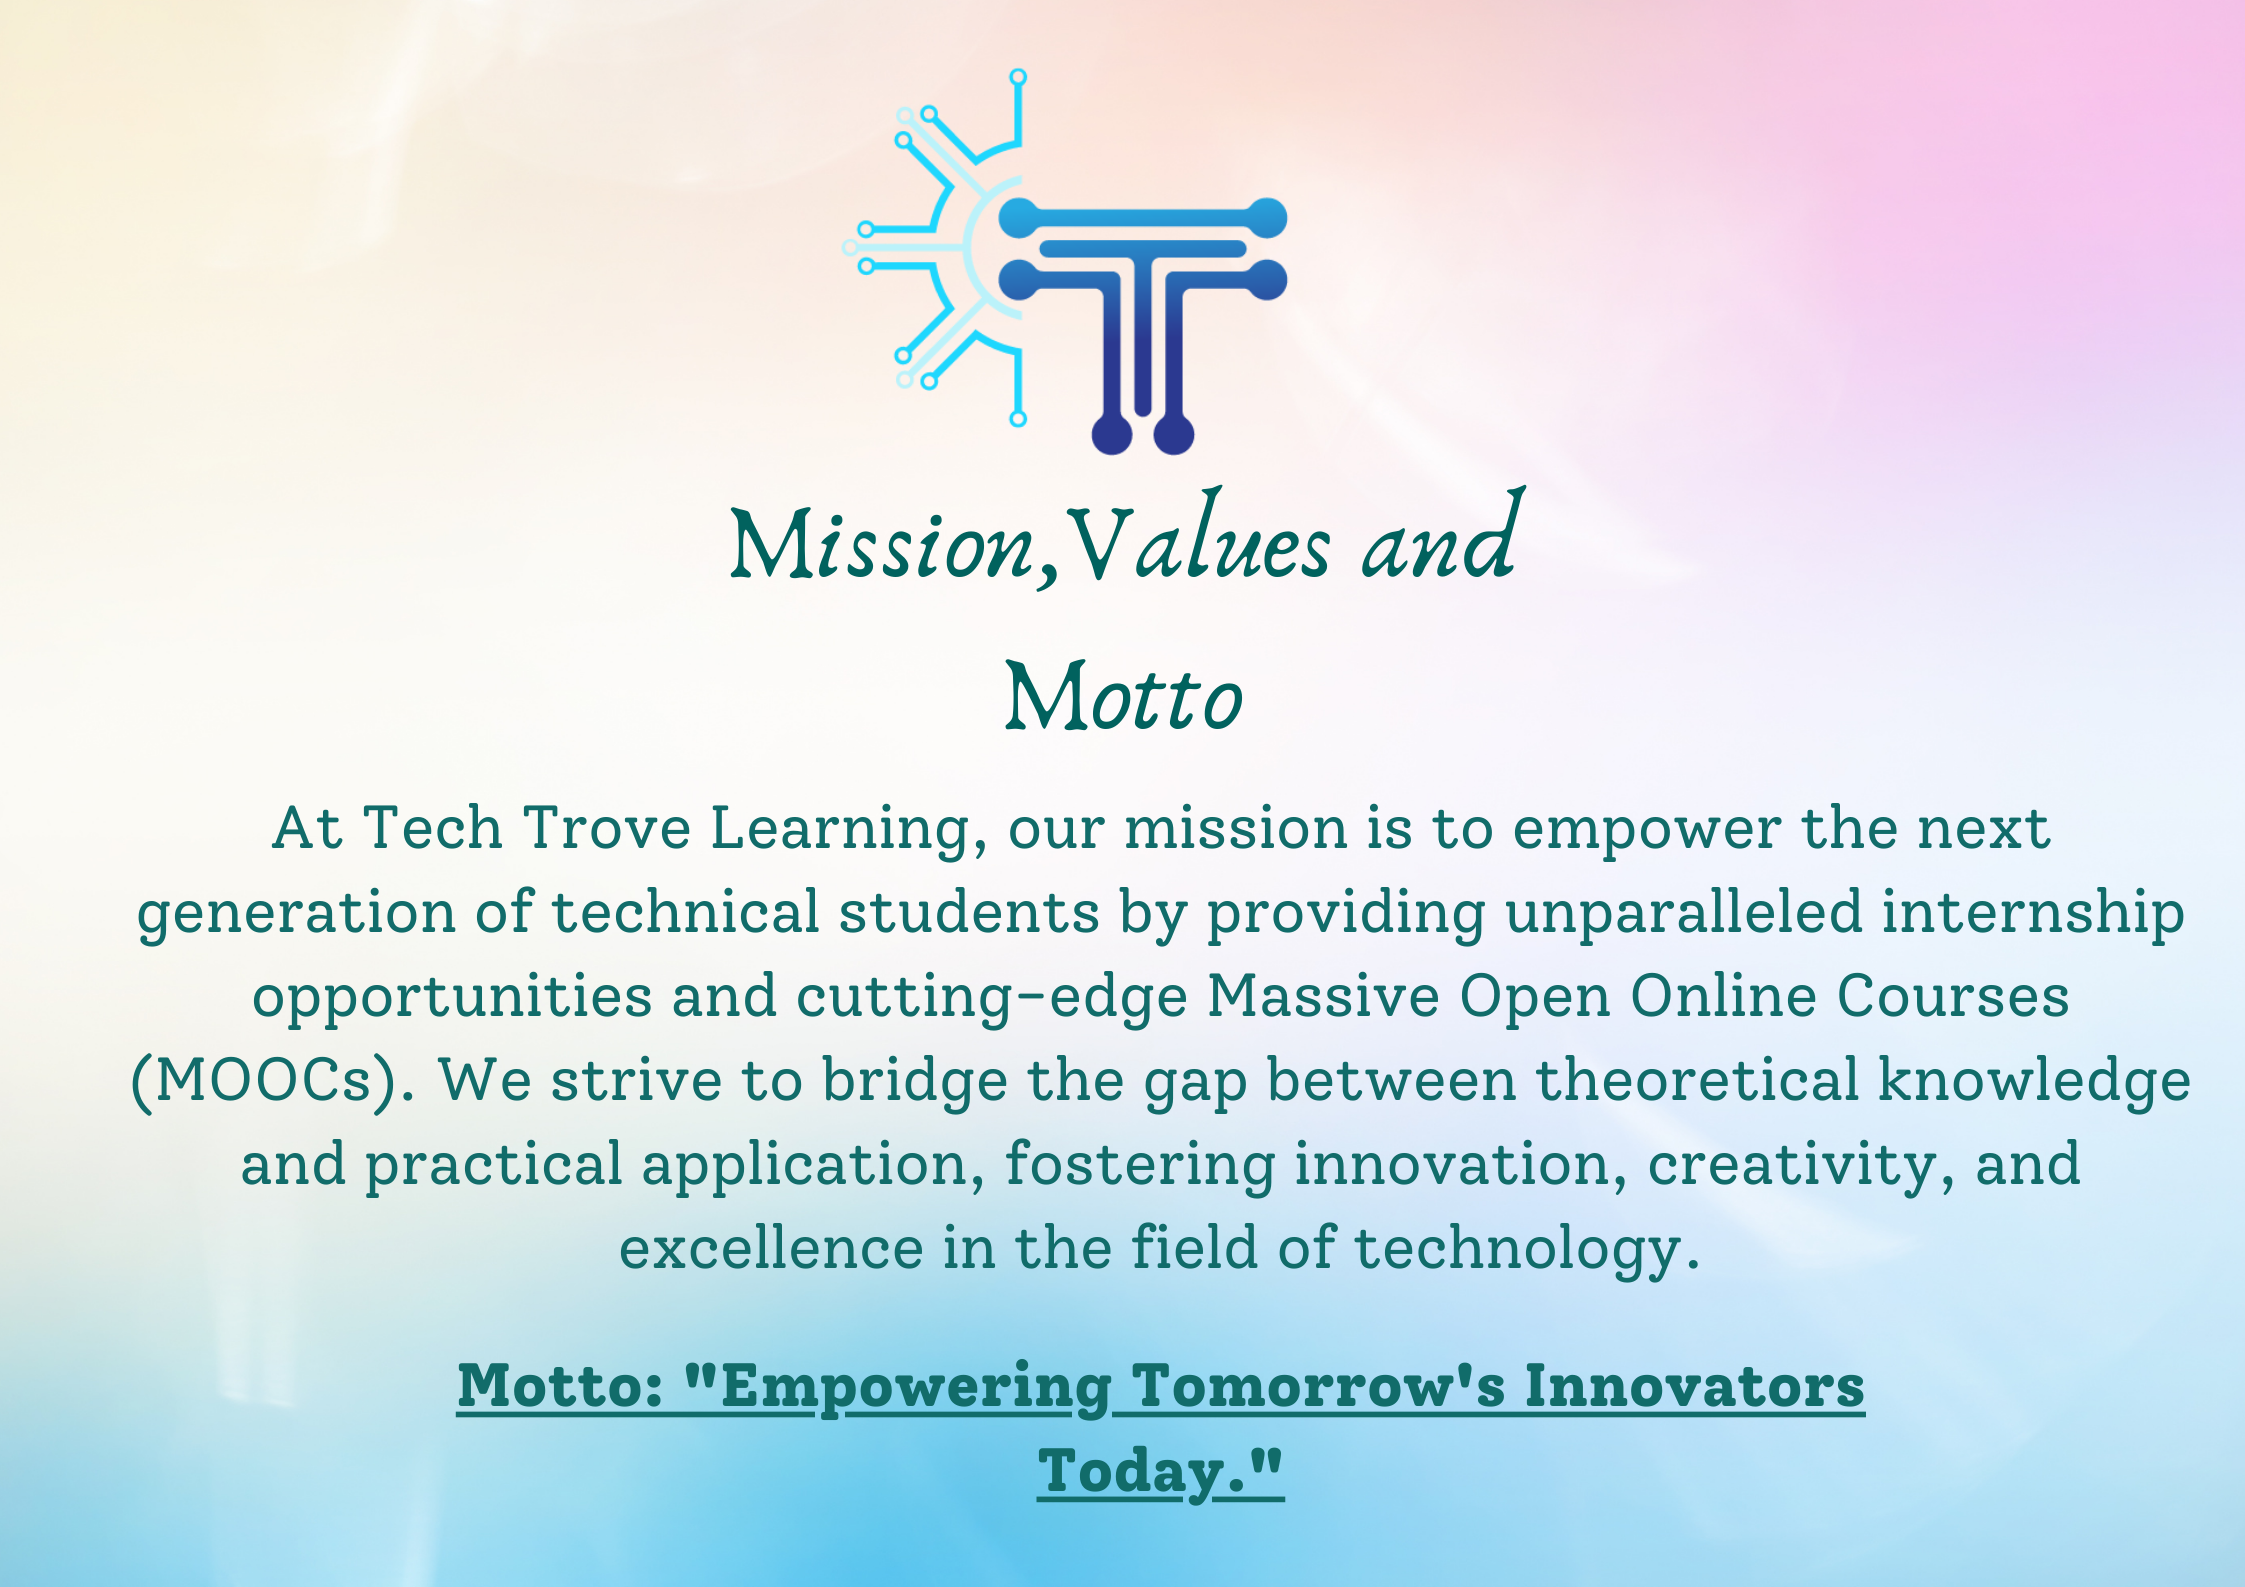 Mission,Values and
Motto
At Tech Trove Learning, our mission is to empower the next
generation of technical students by providing unparalleled internship
opportunities and cutting-edge Massive Open Online Courses
(MOOCs). We strive to bridge the gap between theoretical knowledge
and practical application, fostering innovation, creativity, and
excellence in the field of technology.
Motto: "Empowering Tomorrow's Innovators
Today."